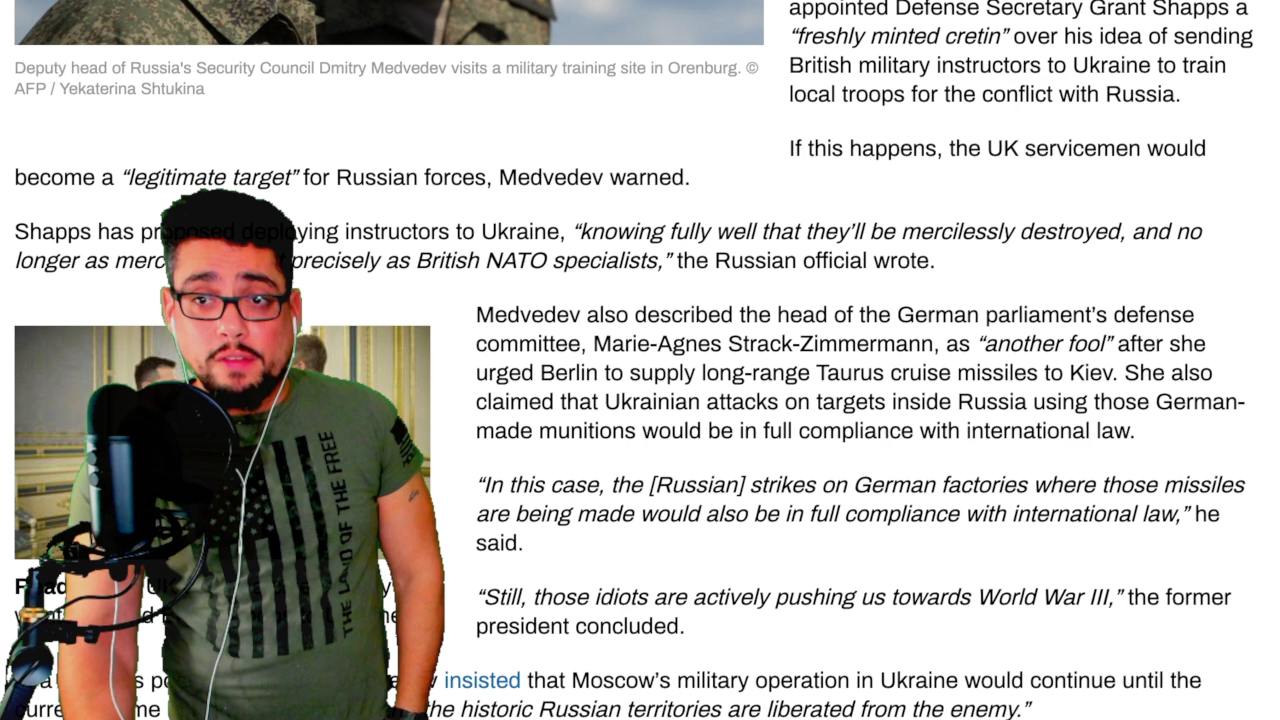 appointed Defense Secretary Grant Shapps a
“freshly minted cretin” over his idea of sending
British military instructors to Ukraine to train
local troops for the conflict with Russia.
Deputy head of Russia's Security Council Dmitry Medvedev visits a military training site in Orenburg. ©
AFP / Yekaterina Shtukina
If this happens, the UK servicemen would
become a “legitimate target” for Russian forces, Medvedev warned.
Shapps has proposed deploying instructors to Ukraine, “knowing fully well that they’ll be mercilessly destroyed, and no
longer as precisely as British NATO specialists,” the Russian official wrote.
Medvedev also described the head of the German parliament’s defense
committee, Marie-Agnes Strack-Zimmermann, as “another fool” after she
urged Berlin to supply long-range Taurus cruise missiles to Kiev. She also
claimed that Ukrainian attacks on targets inside Russia using those German-
made munitions would be in full compliance with international law.
“In this case, the [Russian] strikes on German factories where those missiles
are being made would also be in full compliance with international law,” he
said.
“Still, those idiots are actively pushing us towards World War III,” the former
president concluded.
insisted that Moscow’s military operation in Ukraine would continue until the
the historic Russian territories are liberated from the enemy.”
UK
THE LAND OF THE FREE